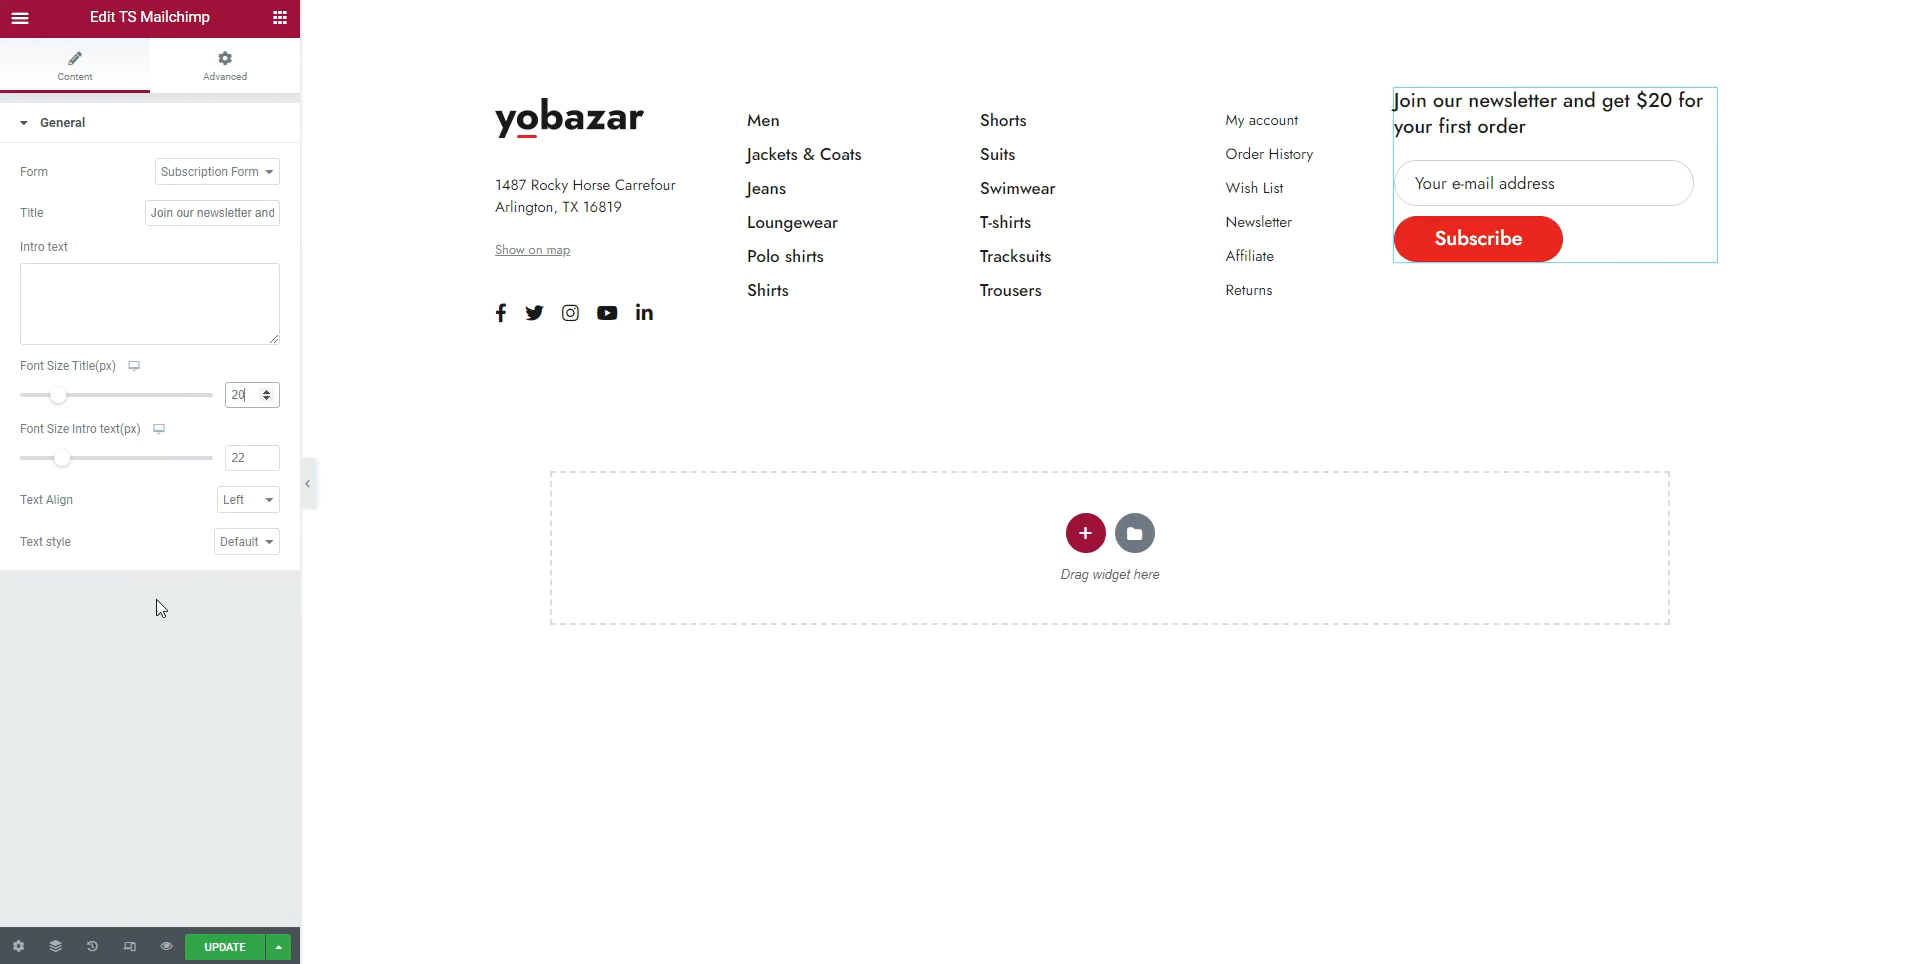 Edit TS Mailchimp
Content
Advanced
General
Form
Subscription Form
Title
Join our newsletter and
Intro text
Font Size Title(px)
20
Font Size Intro text(px)
22
Text Align
Left
Text style
Default
UPDATE
yobazar
1487 Rocky Horse Carrefour
Arlington, TX 16819
Show on map
Men
Jackets & Coats
Jeans
Loungewear
Polo shirts
Shirts
Shorts
Suits
Swimwear
T-shirts
Tracksuits
Trousers
My account
Order History
Wish List
Newsletter
Affiliate
Returns
Join our newsletter and get $20 for
your first order
Your e-mail address
Subscribe
Drag widget here